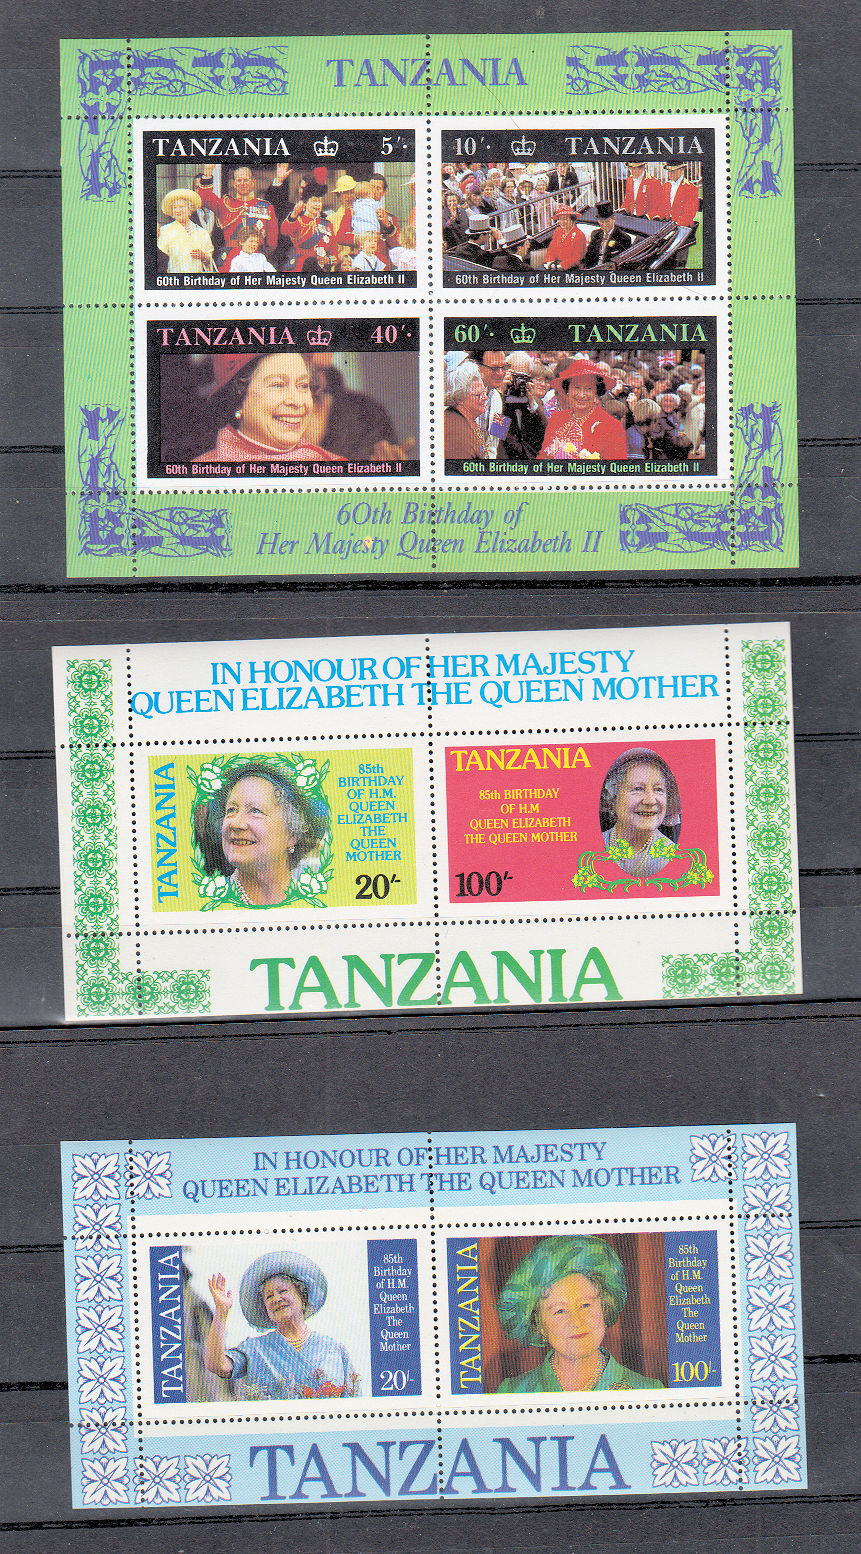 TANZANIA
TANZANIA 5/-
60th Birthday of Her Majesty Queen Elizabeth II
10/- TANZANIA
60th Birthday of Her Majesty Queen Elizabeth II
TANZANIA 40/-
60th Birthday of Her Majesty Queen Elizabeth II
60/- TANZANIA
60th Birthday of Her Majesty Queen Elizabeth II
60th Birthday of
Her Majesty Queen Elizabeth II
IN HONOUR OF HER MAJESTY
QUEEN ELIZABETH THE QUEEN MOTHER
TANZANIA
85th
BIRTHDAY
OF H.M.
QUEEN
ELIZABETH
THE
QUEEN
MOTHER
20/-
TANZANIA
85th BIRTHDAY
OF H.M
QUEEN ELIZABETH
THE QUEEN MOTHER
100/-
TANZANIA
IN HONOUR OF HER MAJESTY
QUEEN ELIZABETH THE QUEEN MOTHER
TANZANIA
85th
Birthday
of H.M.
Queen
Elizabeth
The
Queen
Mother
20/-
TANZANIA
85th
Birthday
of H.M.
Queen
Elizabeth
The
Queen
Mother
100/-
TANZANIA